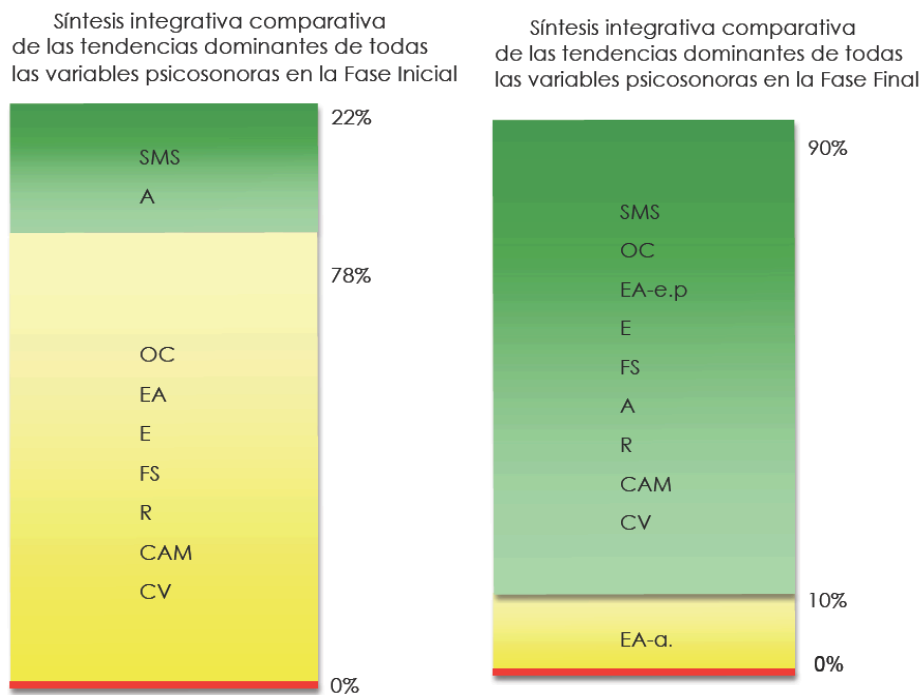 Síntesis integrativa comparativa
de las tendencias dominantes de todas
las variables psicosonoras en la Fase Inicial
22%
SMS
A
78%
OC
EA
E
FS
R
CAM
CV
0%
Síntesis integrativa comparativa
de las tendencias dominantes de todas
las variables psicosonoras en la Fase Final
90%
SMS
OC
EA-e.p
E
FS
A
R
CAM
CV
10%
EA-a.
0%